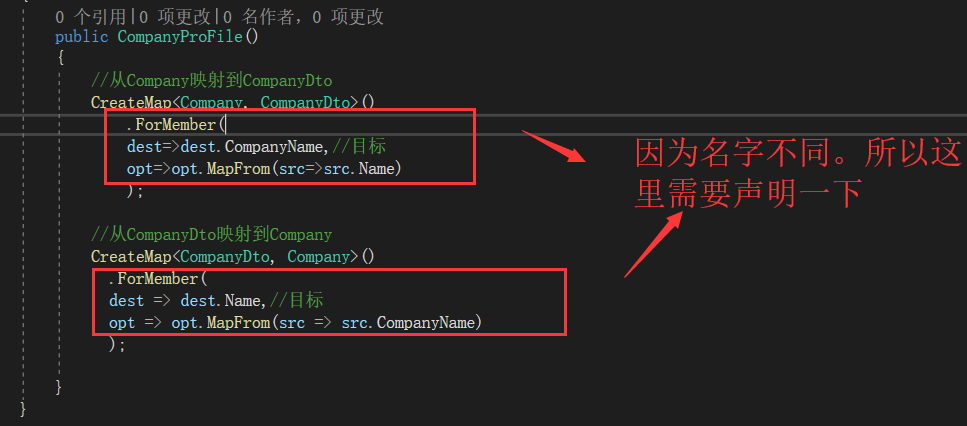 {
0 个引用|0 项更改|0 名作者，0 项更改
public CompanyProFile()
{
//从Company映射到CompanyDto
CreateMap<Company, CompanyDto>()
.ForMember(
dest=>dest.CompanyName,//目标
opt=>opt.MapFrom(src=>src.Name)
);
因为名字不同。所以这
里需要声明一下
//从CompanyDto映射到Company
CreateMap<CompanyDto, Company>()
.ForMember(
dest => dest.Name,//目标
opt => opt.MapFrom(src => src.CompanyName)
);
}
}